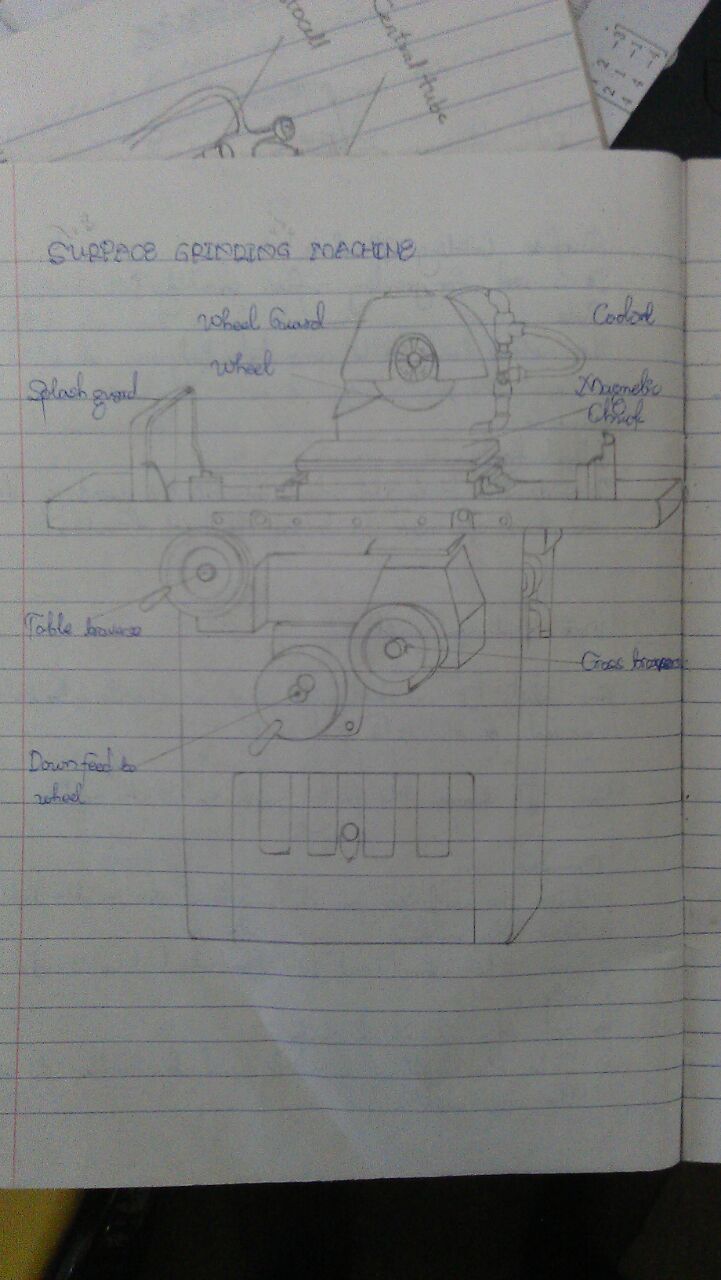 Central tube
SURFACE GRINDING MACHINE
Wheel Guard
Coolant
Wheel
Splash guard
Magnetic
Chuck
Table traverse
Cross traverse
Down feed to
wheel